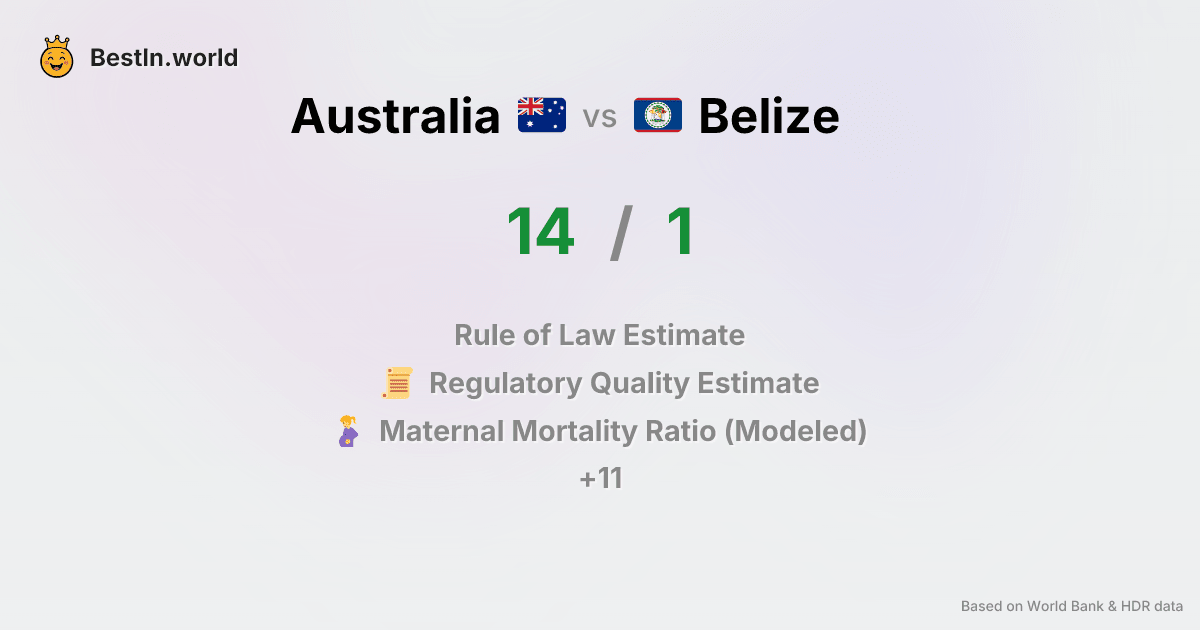 BestIn.world
Australia vs Belize
14 / 1
Rule of Law Estimate
Regulatory Quality Estimate
Maternal Mortality Ratio (Modeled)
+11
Based on World Bank & HDR data